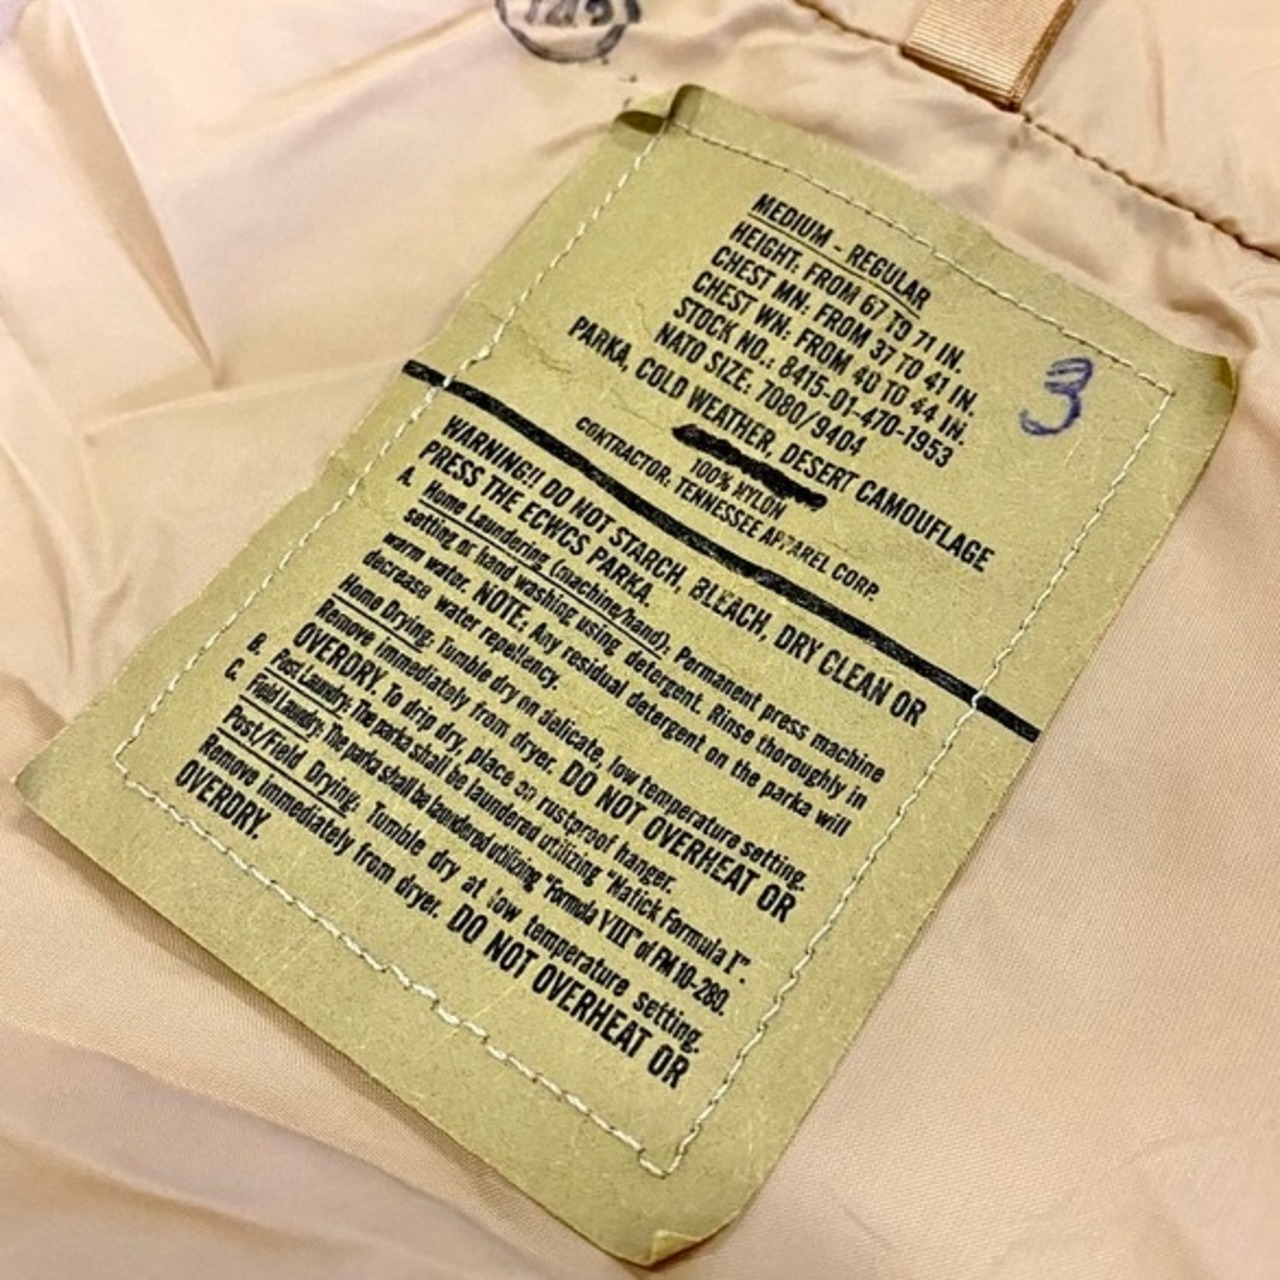 MEDIUM - REGULAR
HEIGHT: FROM 67 TO 71 IN.
CHEST MN: FROM 37 TO 41 IN.
CHEST WN: FROM 40 TO 44 IN.
STOCK NO.: 8415-01-470-1953
NATO SIZE: 7080/9404
PARKA, COLD WEATHER, DESERT CAMOUFLAGE
3
100% NYLON
CONTRACTOR: TENNESSEE APPAREL CORP.
WARNING!! DO NOT STARCH, BLEACH, DRY CLEAN OR
PRESS THE ECWCS PARKA.
A. Home Laundering (machine/hand): Permanent press machine
setting or hand washing using detergent. Rinse thoroughly in
warm water. NOTE: Any residual detergent on the parka will
decrease water repellency.
Home Drying: Tumble dry on delicate, low temperature setting.
Remove immediately from dryer. DO NOT OVERHEAT OR
OVERDRY. To drip dry, place on rustproof hanger.
B. Post Laundry: The parka shall be laundered utilizing "Natick Formula I".
C. Field Laundry: The parka shall be laundered utilizing "Formula VIII" of FM 10-280.
Post/Field Drying: Tumble dry at low temperature setting.
Remove immediately from dryer. DO NOT OVERHEAT OR
OVERDRY.